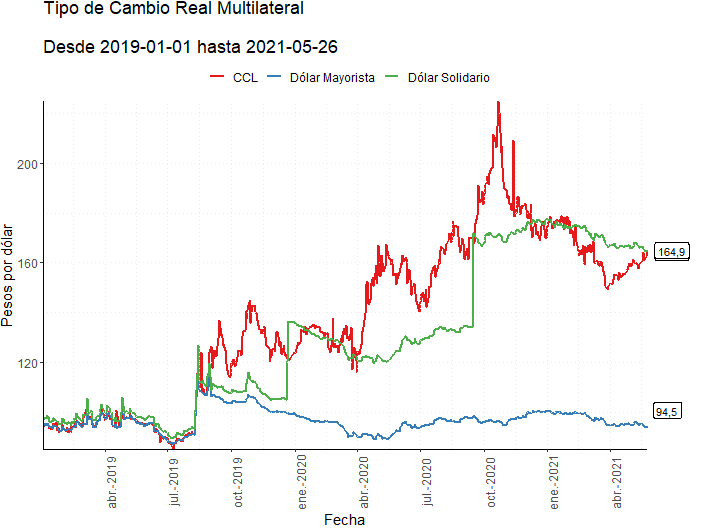 Tipo de Cambio Real Multilateral
Desde 2019-01-01 hasta 2021-05-26
CCL Dólar Mayorista Dólar Solidario
Pesos por dólar
200
160
120
164,9
94,5
abr.-2019
jul.-2019
oct.-2019
ene.-2020
abr.-2020
jul.-2020
oct.-2020
ene.-2021
abr.-2021
Fecha